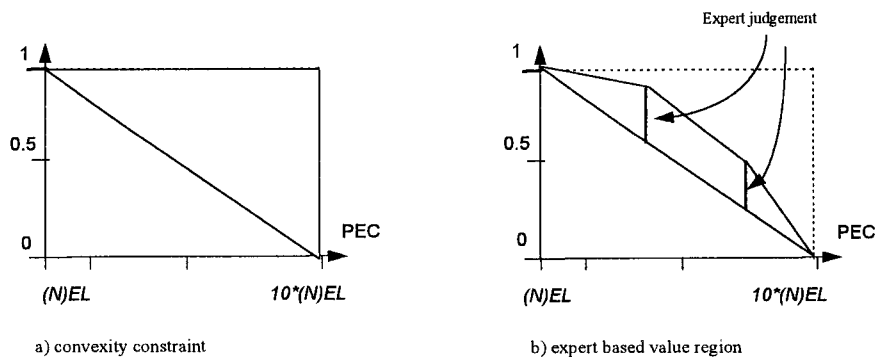 Expert judgement
1
0.5
0
PEC
(N)EL
10*(N)EL
a) convexity constraint
1
0.5
0
PEC
(N)EL
10*(N)EL
b) expert based value region